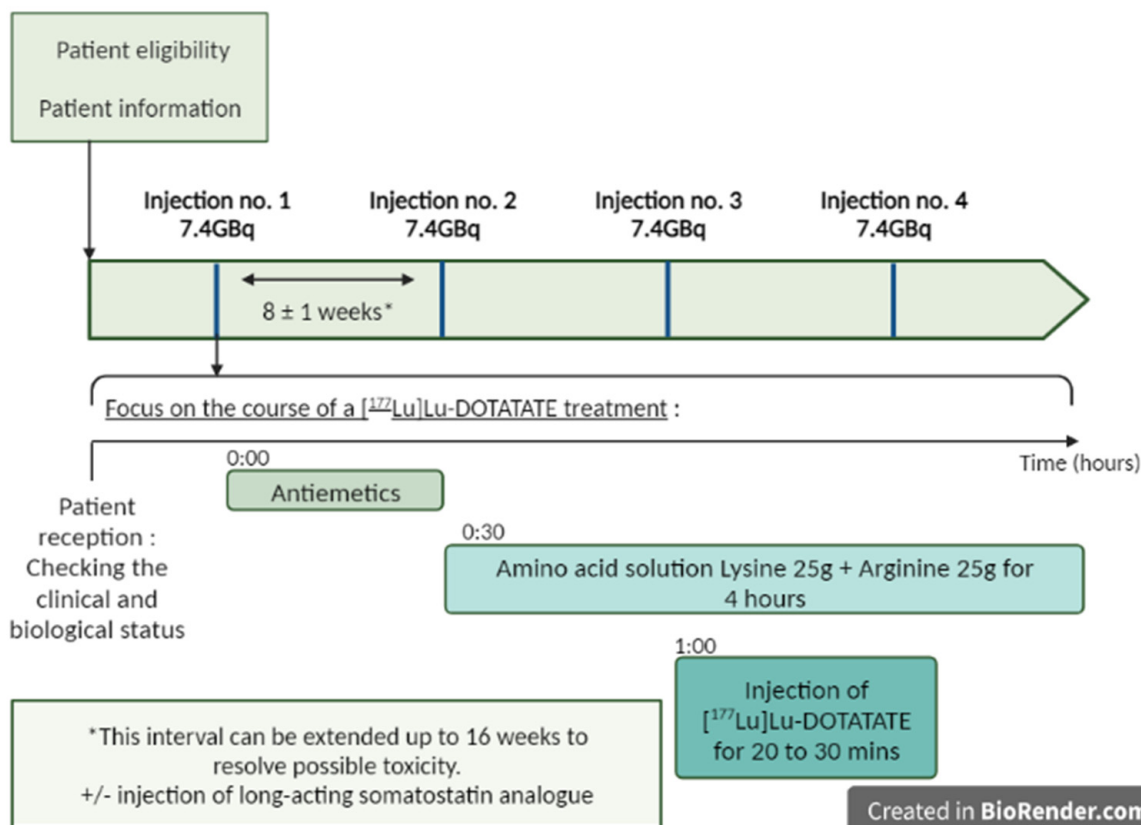 Patient eligibility
Patient information
Injection no. 1
7.4GBq
Injection no. 2
7.4GBq
Injection no. 3
7.4GBq
Injection no. 4
7.4GBq
8 ± 1 weeks*
Focus on the course of a [¹⁷⁷Lu]Lu-DOTATATE treatment :
Time (hours)
Patient
reception :
Checking the
clinical and
biological status
0:00
Antiemetics
0:30
Amino acid solution Lysine 25g + Arginine 25g for
4 hours
1:00
Injection of
[¹⁷⁷Lu]Lu-DOTATATE
for 20 to 30 mins
*This interval can be extended up to 16 weeks to
resolve possible toxicity.
+/- injection of long-acting somatostatin analogue
Created in BioRender.com